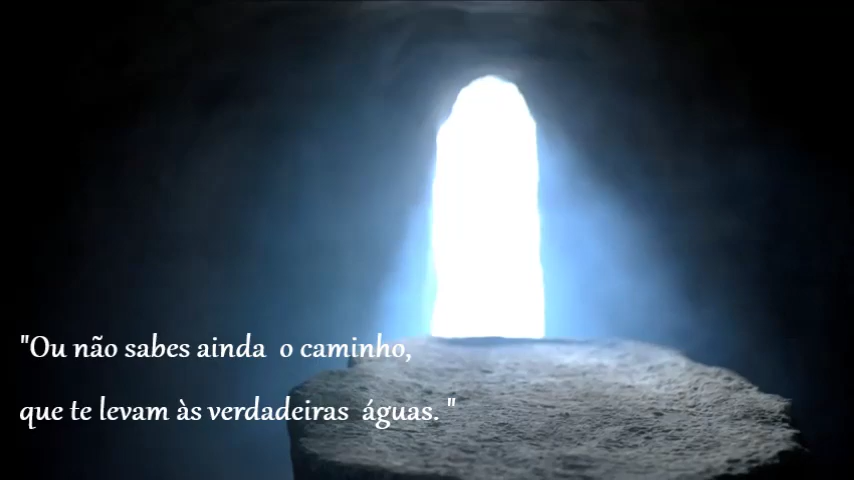 "Ou não sabes ainda o caminho,
que te levam às verdadeiras águas. "